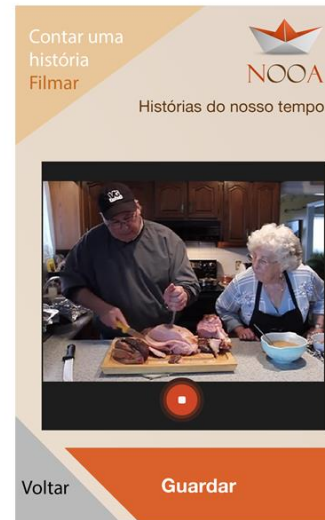 Contar uma
história
Filmar
NOOA
Histórias do nosso tempo
Voltar
Guardar